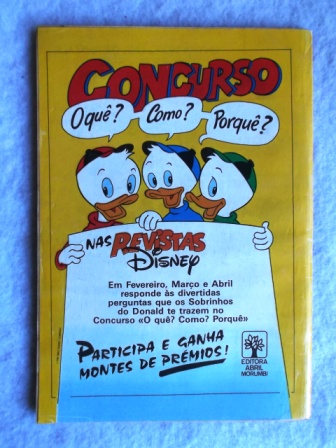 CONCURSO
O quê? Como? Porquê?
NAS REVISTAS
DISNEY
Em Fevereiro, Março e Abril
responde às divertidas
perguntas que os Sobrinhos
do Donald te trazem no
Concurso «O quê? Como? Porquê»
PARTICIPA E GANHA
MONTES DE PRÉMIOS!
EDITORA
ABRIL
MORUMBI